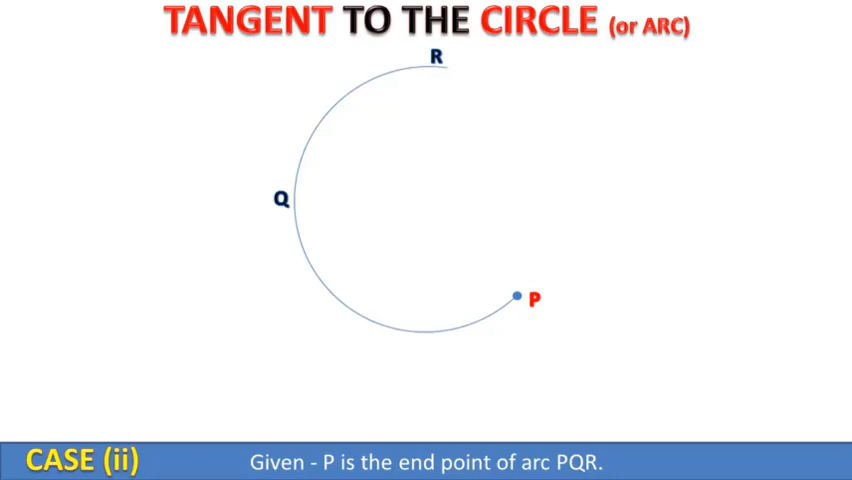 TANGENT TO THE CIRCLE (or ARC)
R
Q
P
CASE (ii)
Given - P is the end point of arc PQR.